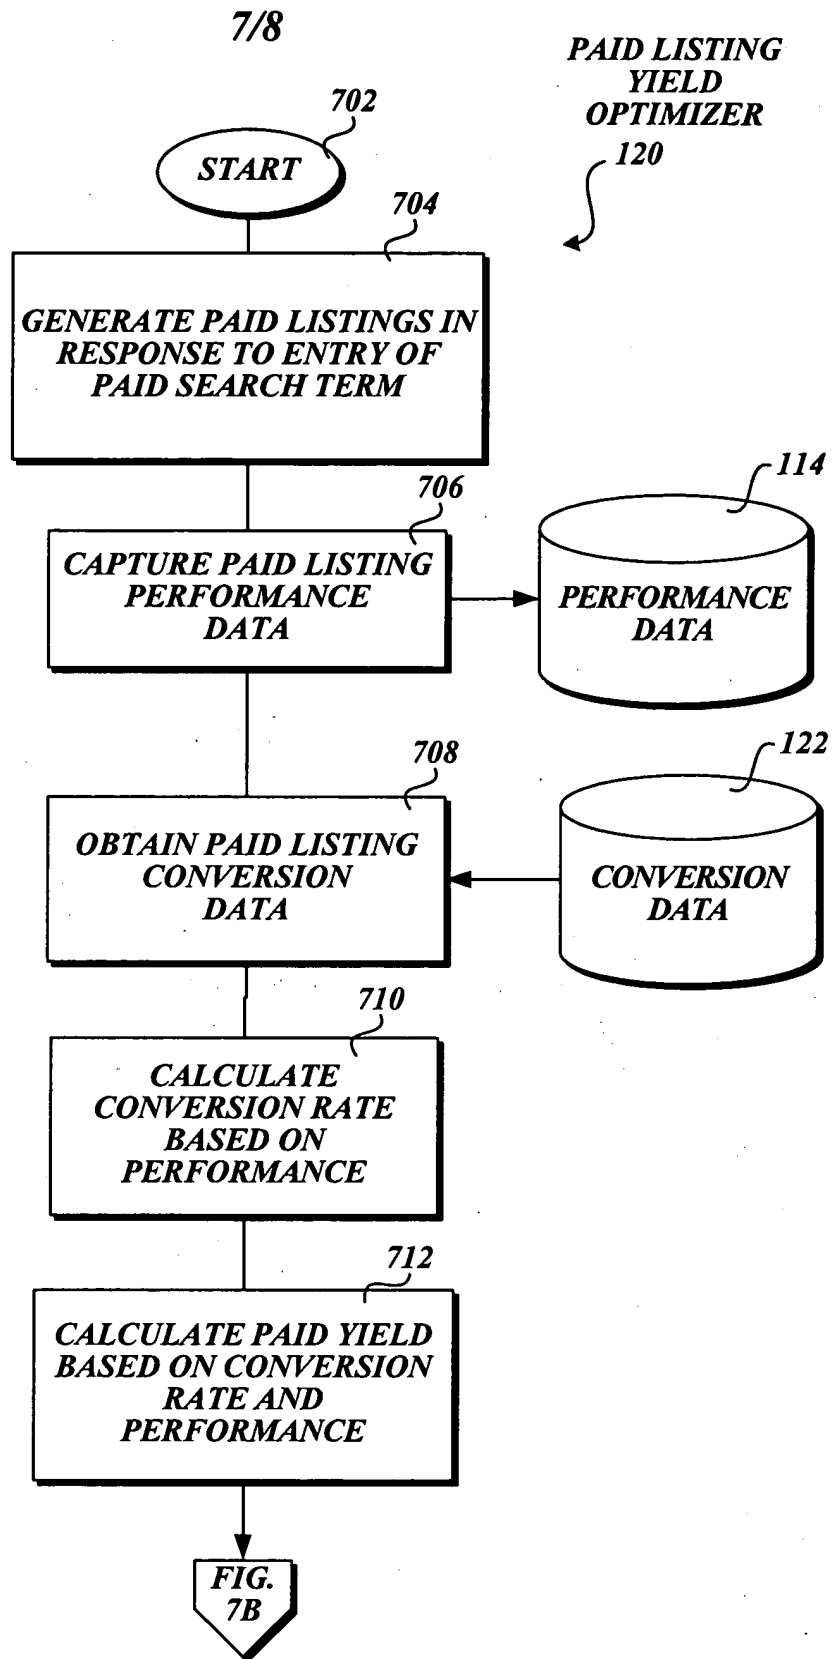 7/8
PAID LISTING
YIELD
OPTIMIZER
120
702
START
704
GENERATE PAID LISTINGS IN
RESPONSE TO ENTRY OF
PAID SEARCH TERM
706
CAPTURE PAID LISTING
PERFORMANCE
DATA
114
PERFORMANCE
DATA
708
OBTAIN PAID LISTING
CONVERSION
DATA
122
CONVERSION
DATA
710
CALCULATE
CONVERSION RATE
BASED ON
PERFORMANCE
712
CALCULATE PAID YIELD
BASED ON CONVERSION
RATE AND
PERFORMANCE
FIG.
7B